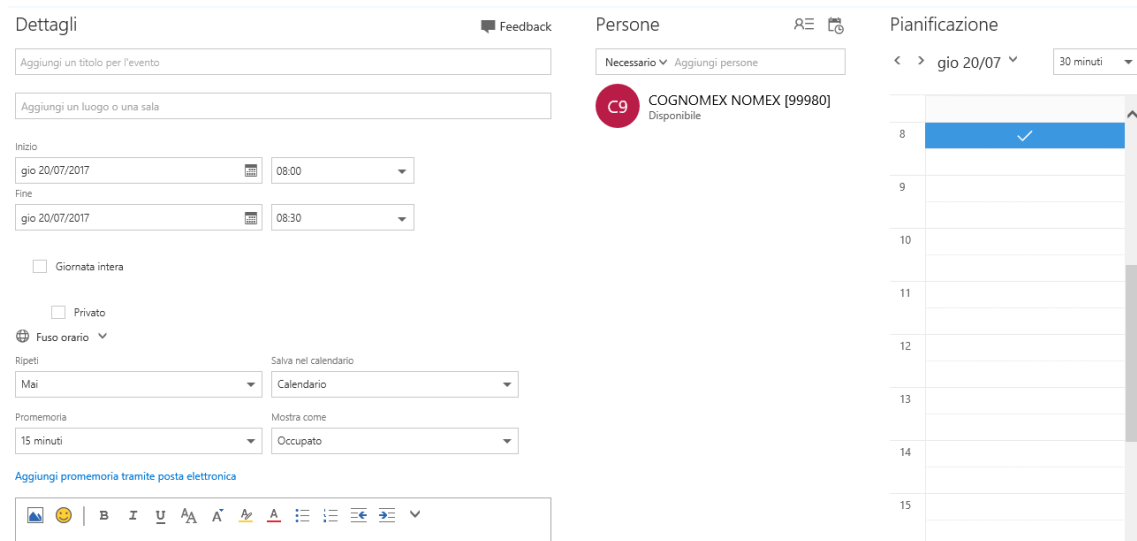 Dettagli
Feedback
Aggiungi un titolo per l'evento
Aggiungi un luogo o una sala
Inizio
gio 20/07/2017 08:00
Fine
gio 20/07/2017 08:30
Giornata intera
Privato
Fuso orario
Ripeti Salva nel calendario
Mai Calendario
Promemoria Mostra come
15 minuti Occupato
Aggiungi promemoria tramite posta elettronica
B I U AA A A
Persone
Necessario Aggiungi persone
C9
COGNOMEX NOMEX [99980]
Disponibile
Pianificazione
gio 20/07 30 minuti
8
9
10
11
12
13
14
15